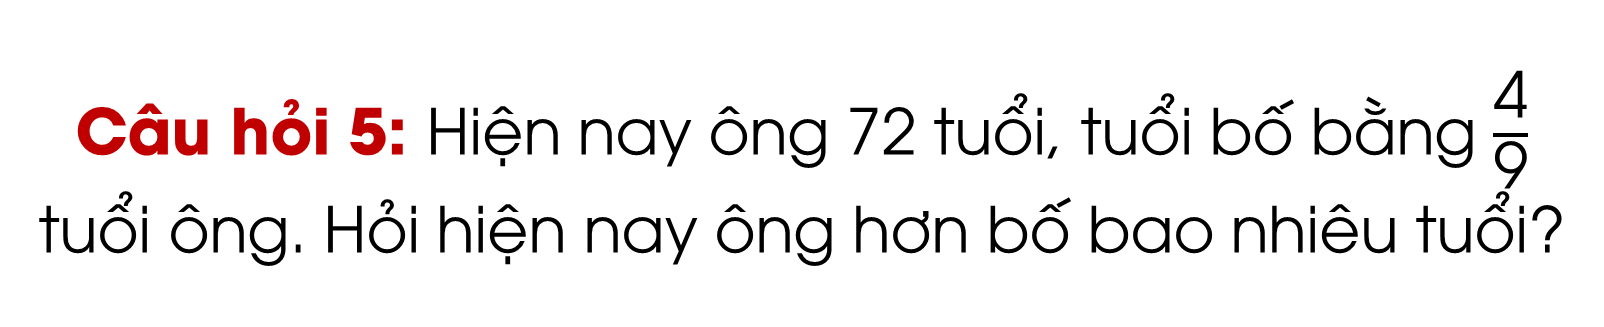 Câu hỏi 5: Hiện nay ông 72 tuổi, tuổi bố bằng 4/9
tuổi ông. Hỏi hiện nay ông hơn bố bao nhiêu tuổi?